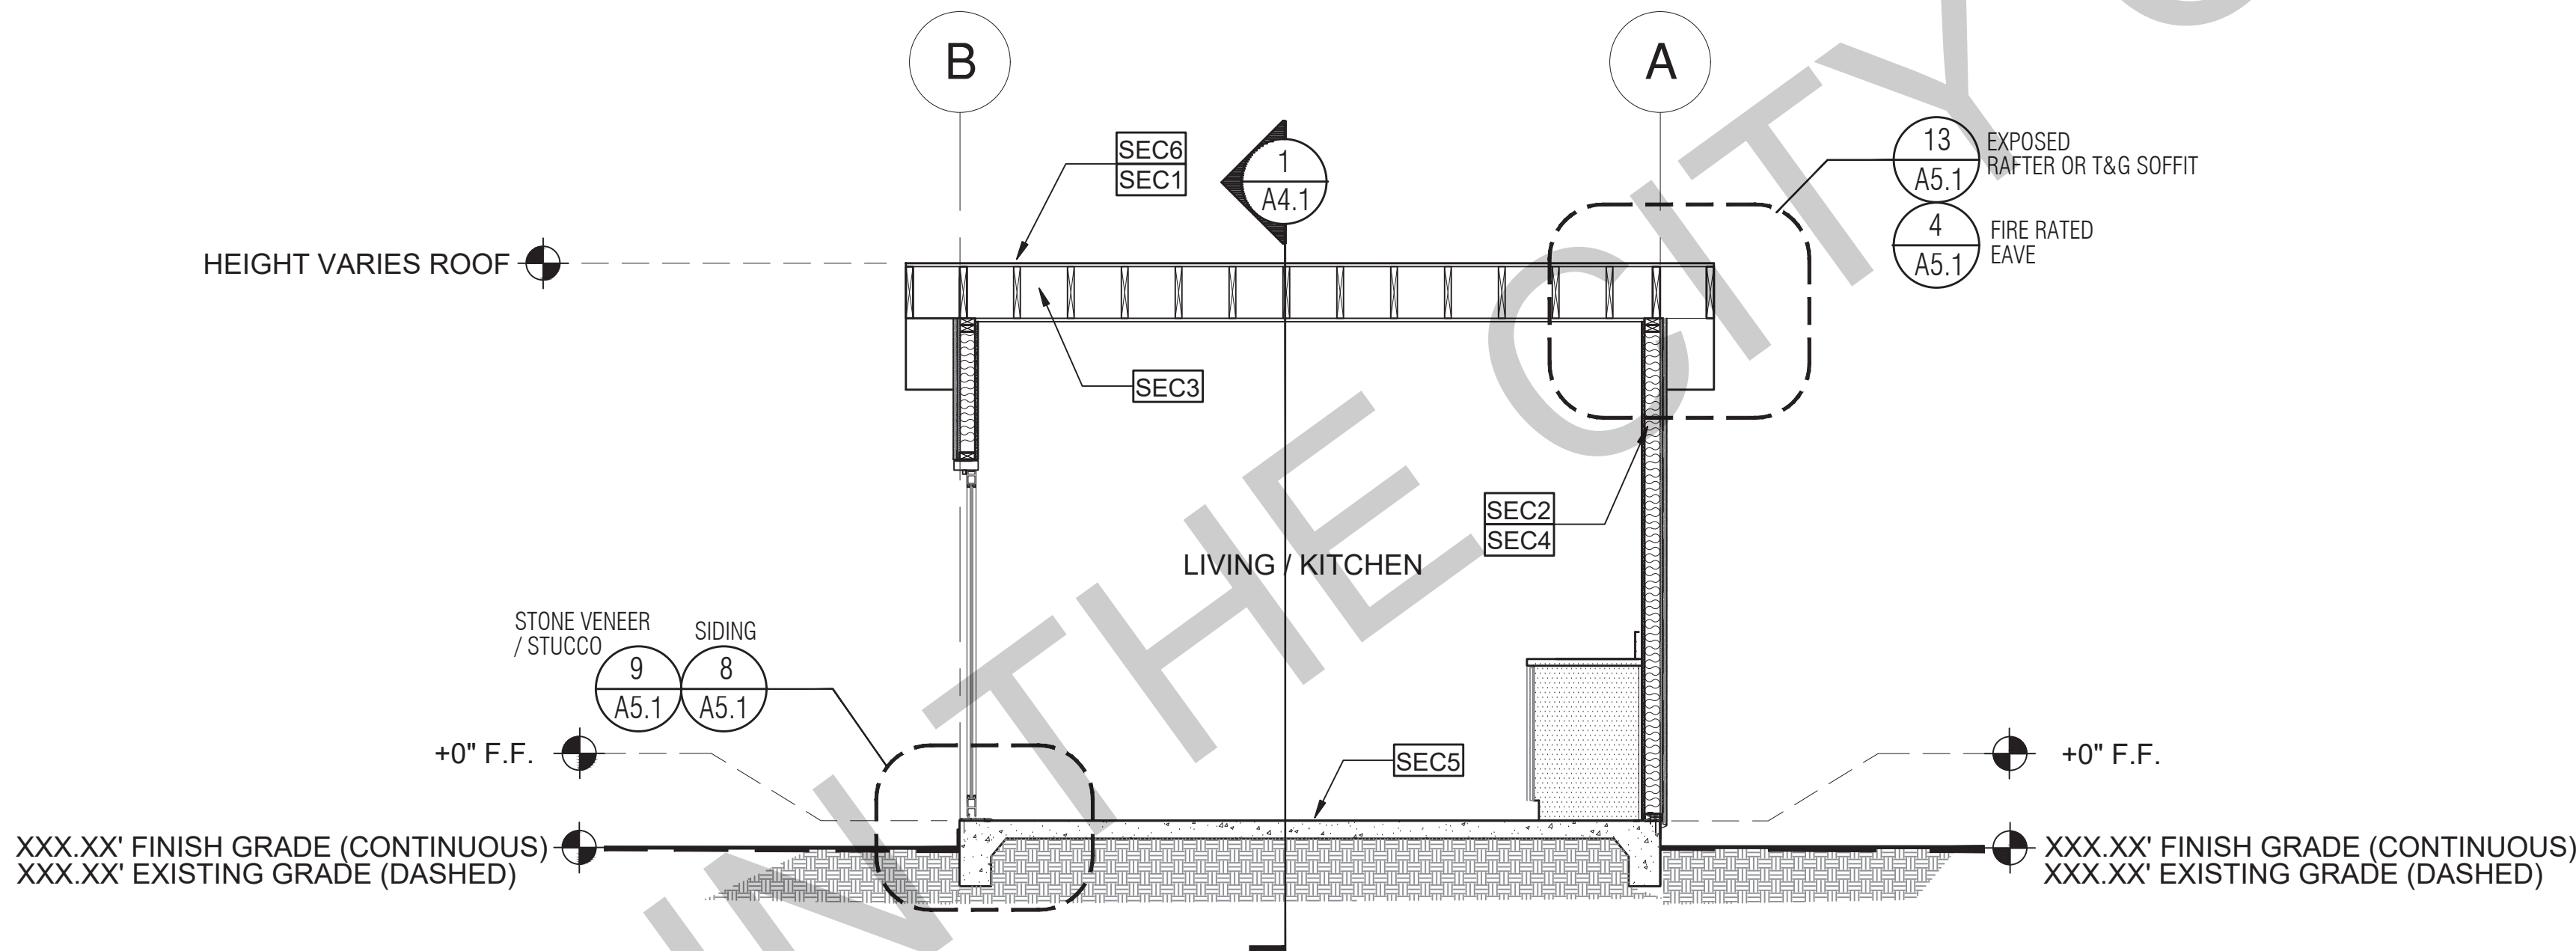 B
A
SEC6
SEC1
1
A4.1
13
A5.1
EXPOSED
RAFTER OR T&G SOFFIT
4
A5.1
FIRE RATED
EAVE
HEIGHT VARIES ROOF
SEC3
SEC2
SEC4
LIVING / KITCHEN
STONE VENEER
/ STUCCO
SIDING
9
A5.1
8
A5.1
+0" F.F.
SEC5
+0" F.F.
XXX.XX' FINISH GRADE (CONTINUOUS)
XXX.XX' EXISTING GRADE (DASHED)
XXX.XX' FINISH GRADE (CONTINUOUS)
XXX.XX' EXISTING GRADE (DASHED)
IN THE CITY